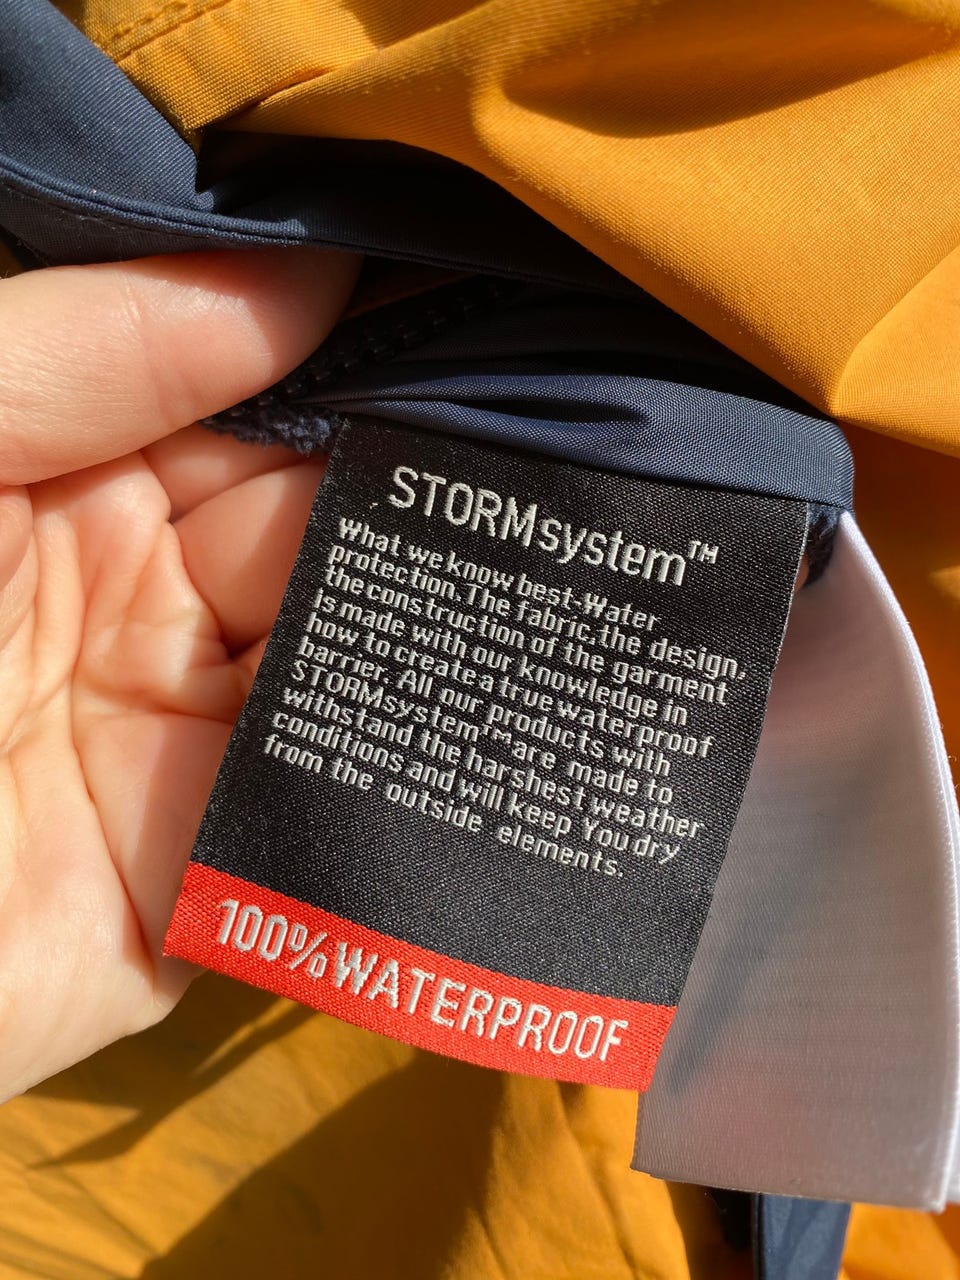 STORMsystem™
What we know best-Water
protection.The fabric,the design,
the construction of the garment
Is made with our knowledge in
how to create a true waterproof
barrier. All our products with
STORMsystem™ are made to
withstand the harshest weather
conditions and will keep You dry
from the outside elements.
100% WATERPROOF